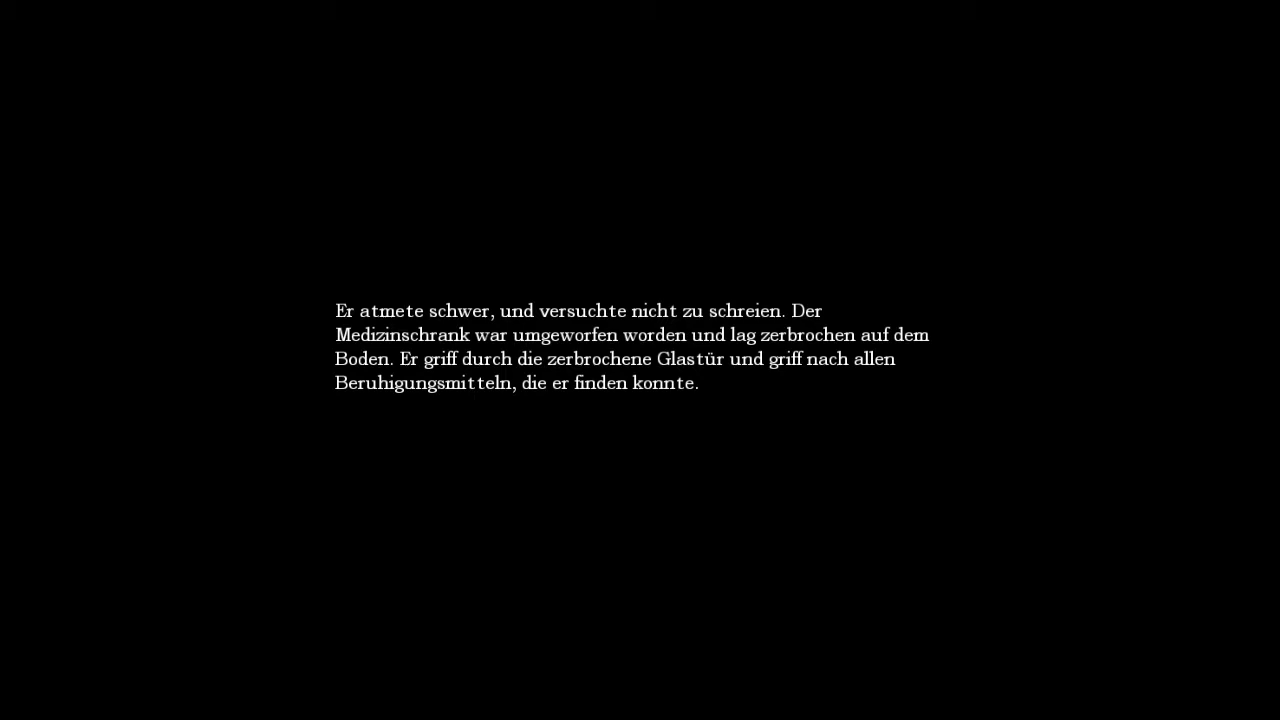 Er atmete schwer, und versuchte nicht zu schreien. Der
Medizinschrank war umgeworfen worden und lag zerbrochen auf dem
Boden. Er griff durch die zerbrochene Glastür und griff nach allen
Beruhigungsmitteln, die er finden konnte.